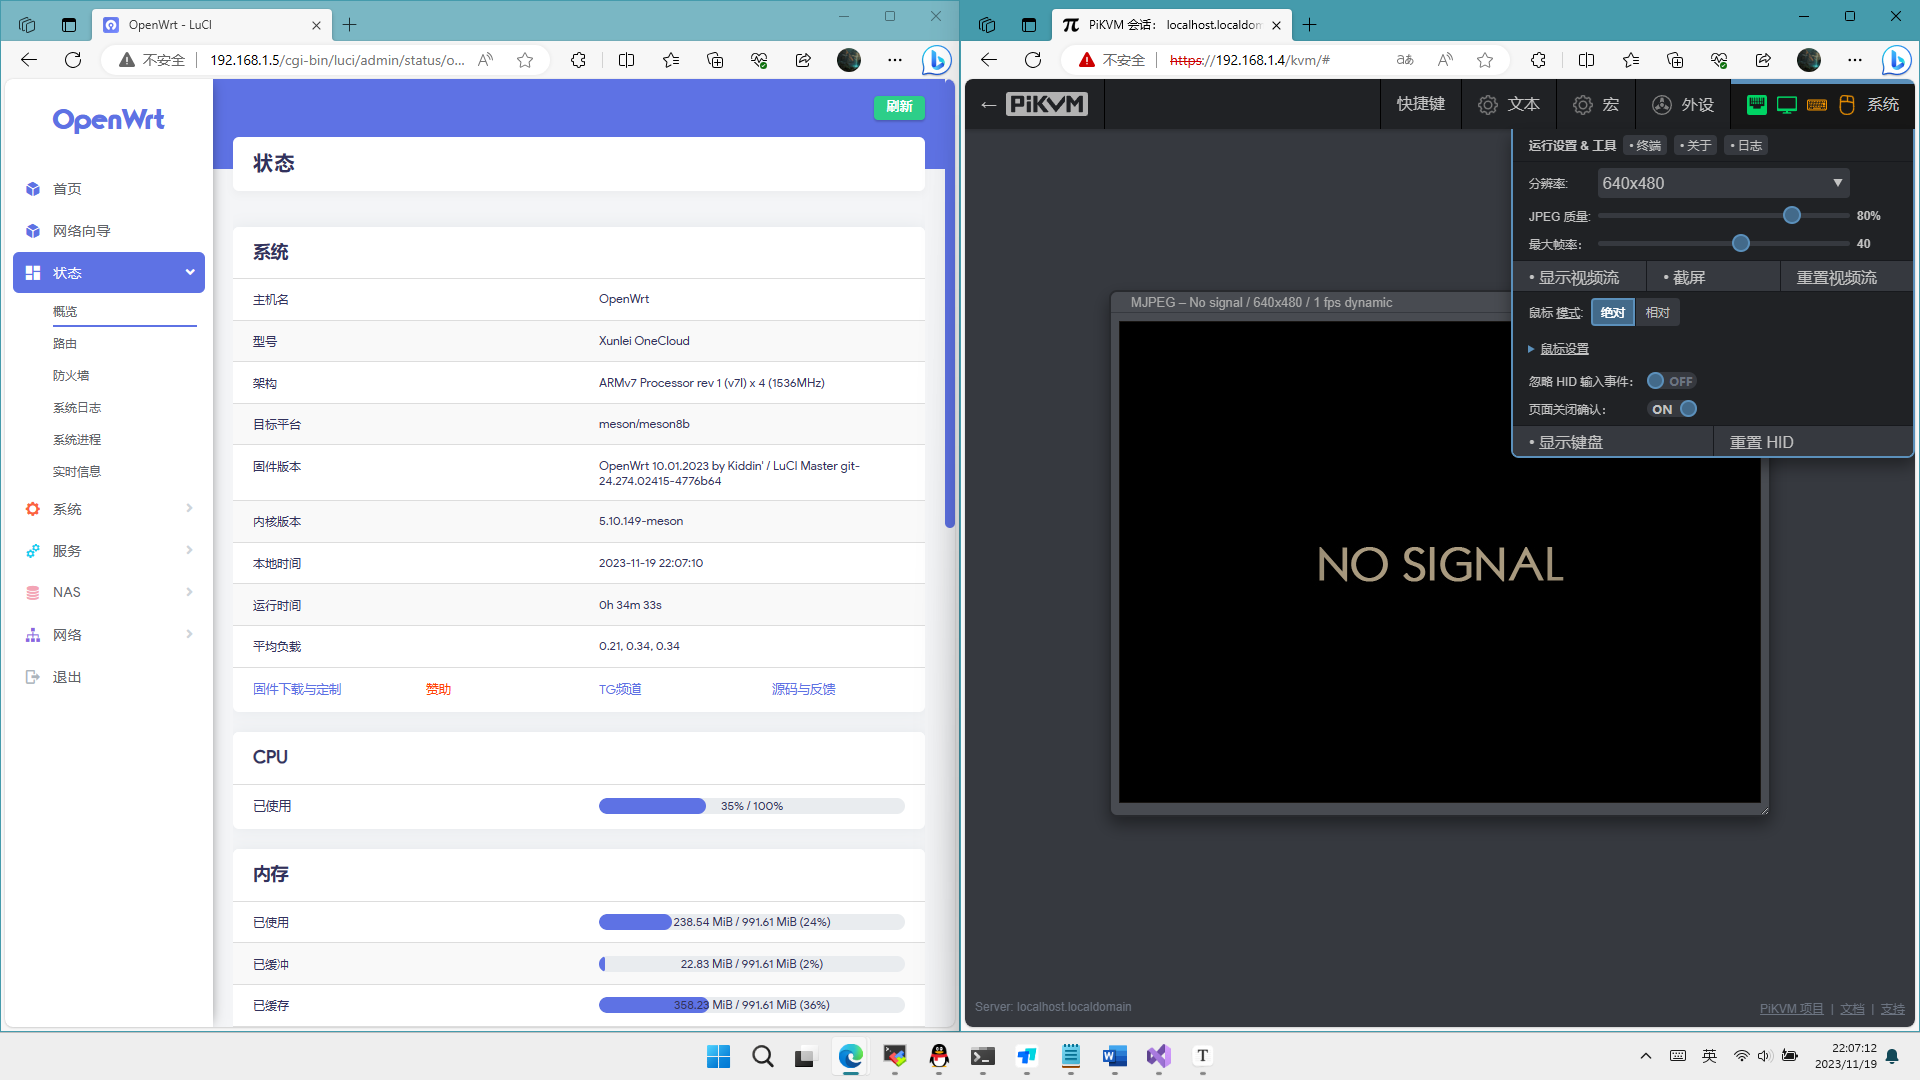 OpenWrt - LuCI
不安全
192.168.1.5/cgi-bin/luci/admin/status/o...
OpenWrt
首页
网络向导
状态
概览
路由
防火墙
系统日志
系统进程
实时信息
系统
服务
NAS
网络
退出
刷新
状态
系统
主机名 OpenWrt
型号 Xunlei OneCloud
架构 ARMv7 Processor rev 1 (v7l) x 4 (1536MHz)
目标平台 meson/meson8b
固件版本 OpenWrt 10.01.2023 by Kiddin' / LuCI Master git-
24.274.02415-4776b64
内核版本 5.10.149-meson
本地时间 2023-11-19 22:07:10
运行时间 0h 34m 33s
平均负载 0.21, 0.34, 0.34
固件下载与定制 赞助 TG频道 源码与反馈
CPU
已使用 35% / 100%
内存
已使用 238.54 MiB / 991.61 MiB (24%)
已缓冲 22.83 MiB / 991.61 MiB (2%)
已缓存 358.23 MiB / 991.61 MiB (36%)
PiKVM 会话： localhost.localdom
不安全
https://192.168.1.4/kvm/#
← PiKVM 快捷键 文本 宏 外设 系统
运行设置 & 工具 • 终端 • 关于 • 日志
分辨率: 640x480
JPEG 质量: 80%
最大帧率: 40
• 显示视频流 • 截屏 重置视频流
鼠标 模式: 绝对 相对
鼠标设置
忽略 HID 输入事件: OFF
页面关闭确认: ON
• 显示键盘 重置 HID
MJPEG – No signal / 640x480 / 1 fps dynamic
NO SIGNAL
Server: localhost.localdomain
PiKVM 项目 | 文档 | 支持
英
22:07:12
2023/11/19